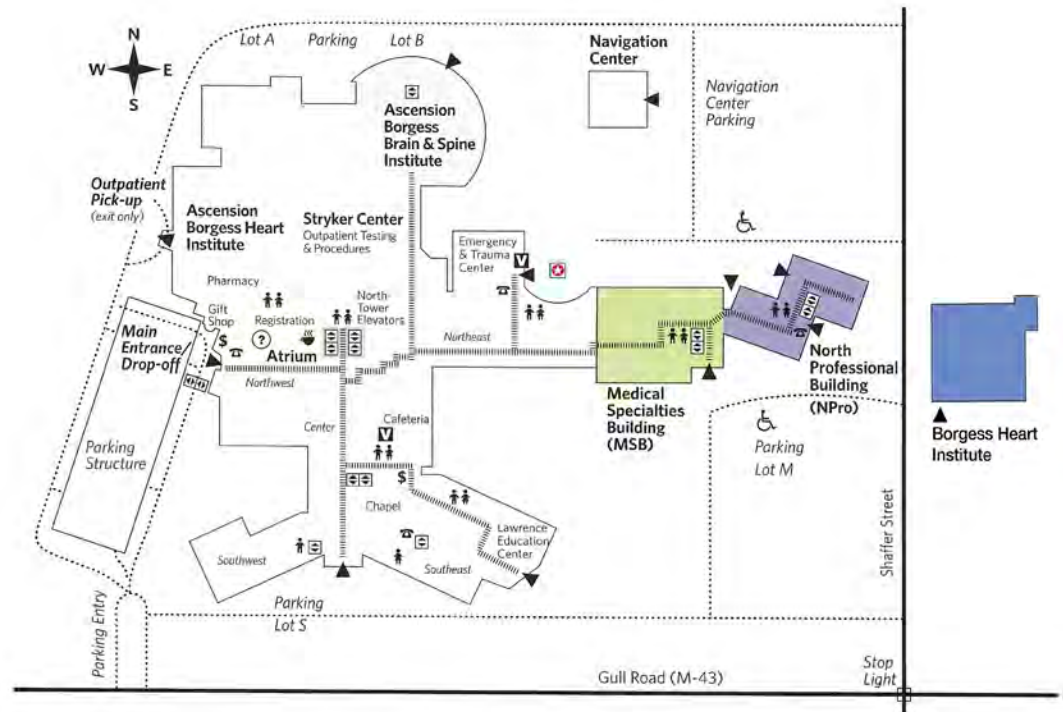 N
W E
S
Lot A Parking Lot B
Navigation
Center
Navigation
Center
Parking
Ascension
Borgess
Brain & Spine
Institute
Outpatient
Pick-up
(exit only)
Ascension
Borgess Heart
Institute
Stryker Center
Outpatient Testing
& Procedures
Emergency
& Trauma
Center
V
Pharmacy
Gift
Shop
Registration
North
Tower
Elevators
$
?
Atrium
Main
Entrance/
Drop-off
Northwest
Northeast
Center
Cafeteria
V
$
Chapel
Lawrence
Education
Center
Southwest
Southeast
Parking
Structure
Parking
Lot S
Parking Entry
Medical
Specialties
Building
(MSB)
North
Professional
Building
(NPro)
Parking
Lot M
Borgess Heart
Institute
Shaffer Street
Gull Road (M-43)
Stop
Light